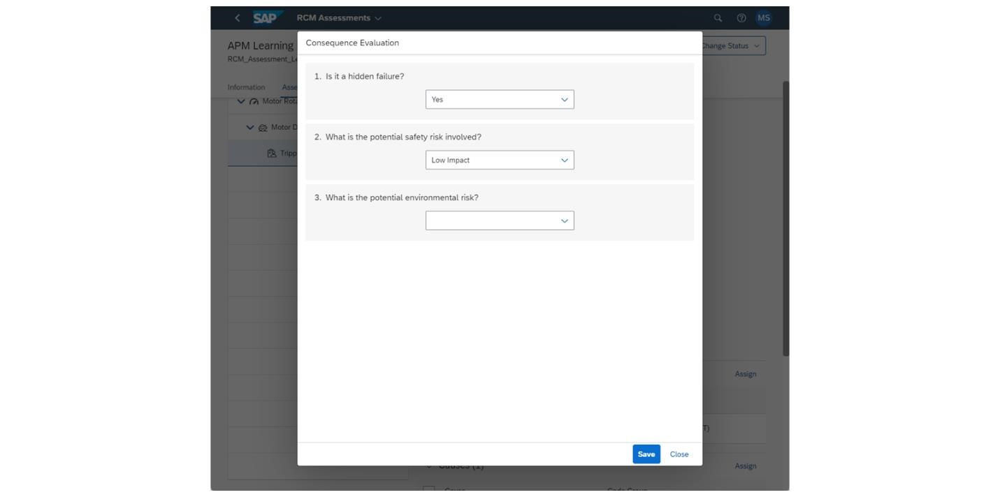 SAP RCM Assessments MS
APM Learning Change Status
RCM_Assessment_Le
Information Asse
Motor Rota
Motor D
Tripp
Consequence Evaluation
1. Is it a hidden failure?
Yes
2. What is the potential safety risk involved?
Low Impact
3. What is the potential environmental risk?
Assign
T)
Save Close
Causes (1) Assign
Cause Code Group